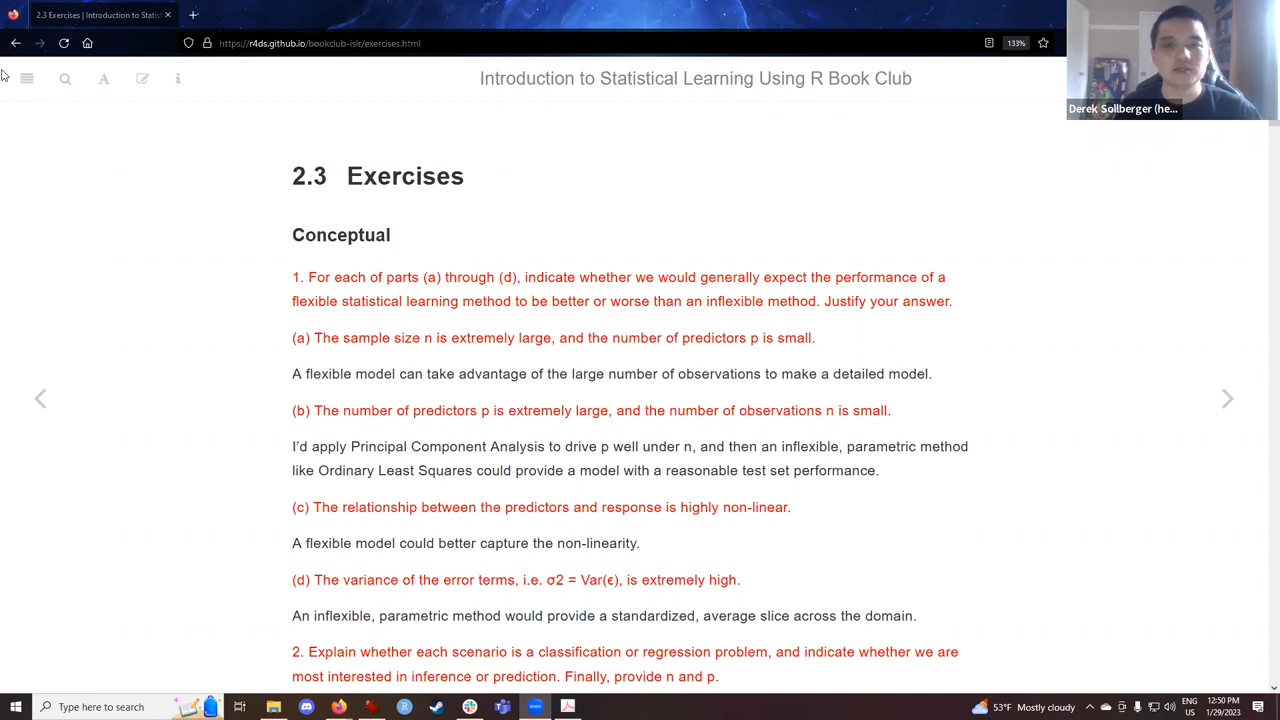 2.3 Exercises | Introduction to Statis
https://r4ds.github.io/bookclub-islr/exercises.html
133%
Introduction to Statistical Learning Using R Book Club
Derek Sollberger (he...
2.3 Exercises
Conceptual
1. For each of parts (a) through (d), indicate whether we would generally expect the performance of a
flexible statistical learning method to be better or worse than an inflexible method. Justify your answer.
(a) The sample size n is extremely large, and the number of predictors p is small.
A flexible model can take advantage of the large number of observations to make a detailed model.
(b) The number of predictors p is extremely large, and the number of observations n is small.
I'd apply Principal Component Analysis to drive p well under n, and then an inflexible, parametric method
like Ordinary Least Squares could provide a model with a reasonable test set performance.
(c) The relationship between the predictors and response is highly non-linear.
A flexible model could better capture the non-linearity.
(d) The variance of the error terms, i.e. σ2 = Var(ϵ), is extremely high.
An inflexible, parametric method would provide a standardized, average slice across the domain.
2. Explain whether each scenario is a classification or regression problem, and indicate whether we are
most interested in inference or prediction. Finally, provide n and p.
Type here to search
53°F Mostly cloudy
ENG
US
12:50 PM
1/29/2023